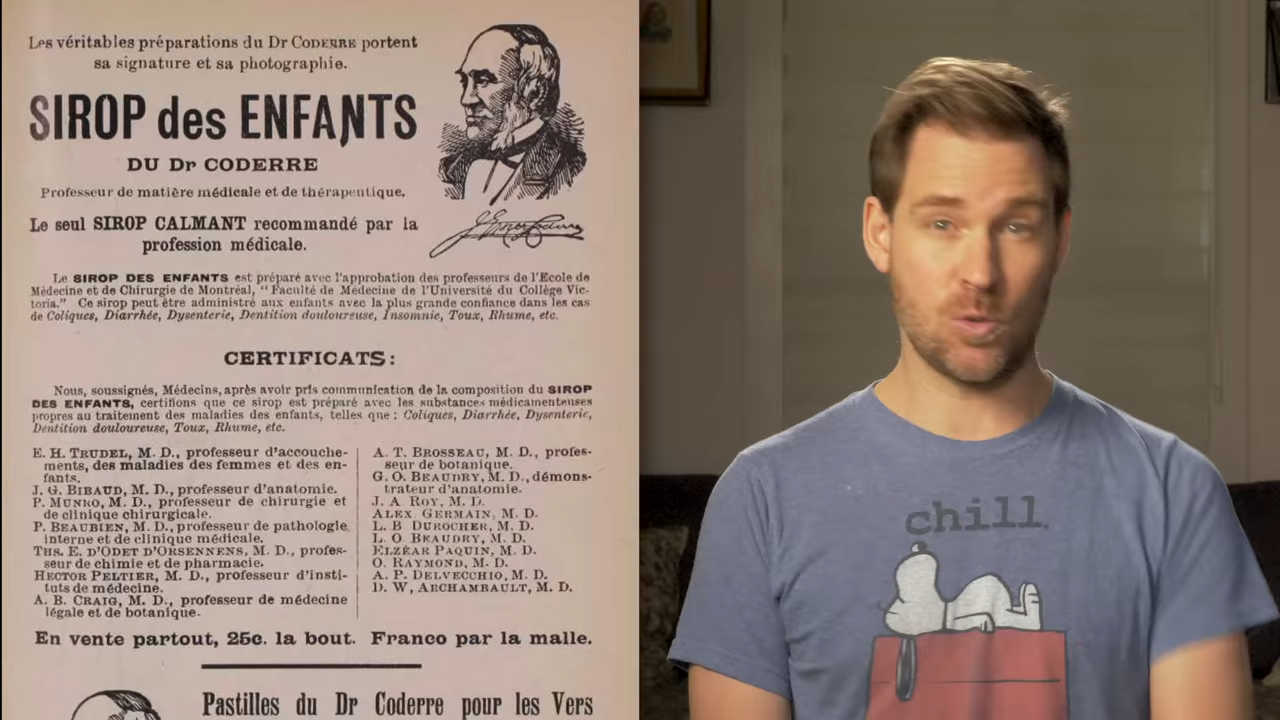 Les véritables préparations du Dr CODERRE portent
sa signature et sa photographie.
SIROP des ENFANTS
DU Dr CODERRE
Professeur de matière médicale et de thérapeutique.
Le seul SIROP CALMANT recommandé par la
profession médicale.
Le SIROP DES ENFANTS est préparé avec l'approbation des professeurs de l'Ecole de
Médecine et de Chirurgie de Montréal, "Faculté de Médecine de l'Université du Collège Vic-
toria." Ce sirop peut être administré aux enfants avec la plus grande confiance dans les cas
de Coliques, Diarrhée, Dysenterie, Dentition douloureuse, Insomnie, Toux, Rhume, etc.
CERTIFICATS:
Nous, soussignés, Médecins, après avoir pris communication de la composition du SIROP
DES ENFANTS, certifions que ce sirop est préparé avec les substances médicamenteuses
propres au traitement des maladies des enfants, telles que : Coliques, Diarrhée, Dysenterie,
Dentition douloureuse, Toux, Rhume, etc.
E. H. TRUDEL, M. D., professeur d'accouche-
ments, des maladies des femmes et des en-
fants.
J. G. BIBAUD, M. D., professeur d'anatomie.
P. MUNRO, M. D., professeur de chirurgie et
de clinique chirurgicale.
P. BEAUBIEN, M. D., professeur de pathologie
interne et de clinique médicale.
THS. E. D'ODET D'ORSENNENS, M. D., profes-
seur de chimie et de pharmacie.
HECTOR PELTIER, M. D., professeur d'insti-
tuts de médecine.
A. B. CRAIG, M. D., professeur de médecine
légale et de botanique.
A. T. BROSSEAU, M. D., profes-
seur de botanique.
G. O. BEAUDRY, M. D., démons-
trateur d'anatomie.
J. A ROY, M. D.
ALEX GERMAIN, M. D.
L. B DUROCHER, M. D.
L. O BEAUDRY, M. D.
ELZÉAR PAQUIN, M. D.
O. RAYMOND, M. D.
A. P. DELVECCHIO, M. D.
D. W, ARCHAMBAULT, M. D.
En vente partout, 25c. la bout. Franco par la malle.
Pastilles du Dr Coderre pour les Vers
chill.